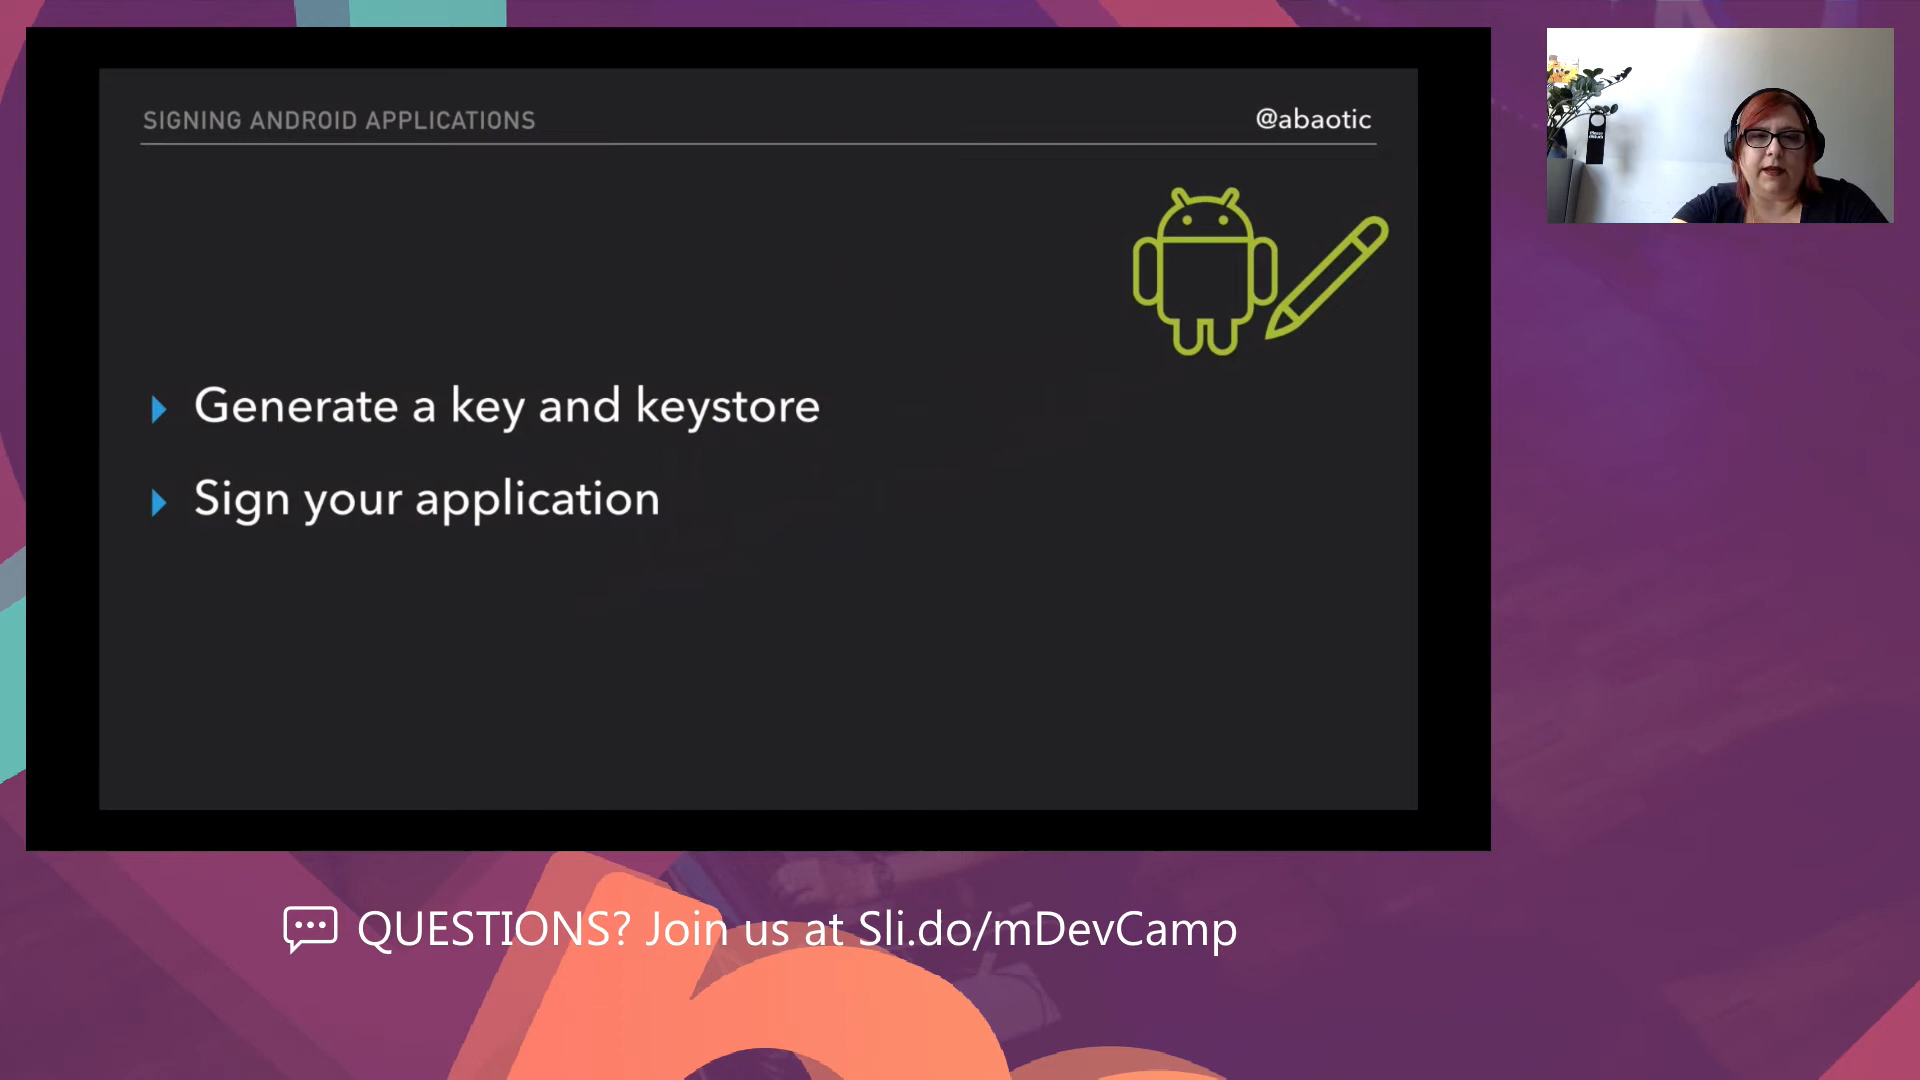 SIGNING ANDROID APPLICATIONS
@abaotic
Generate a key and keystore
Sign your application
QUESTIONS? Join us at Sli.do/mDevCamp